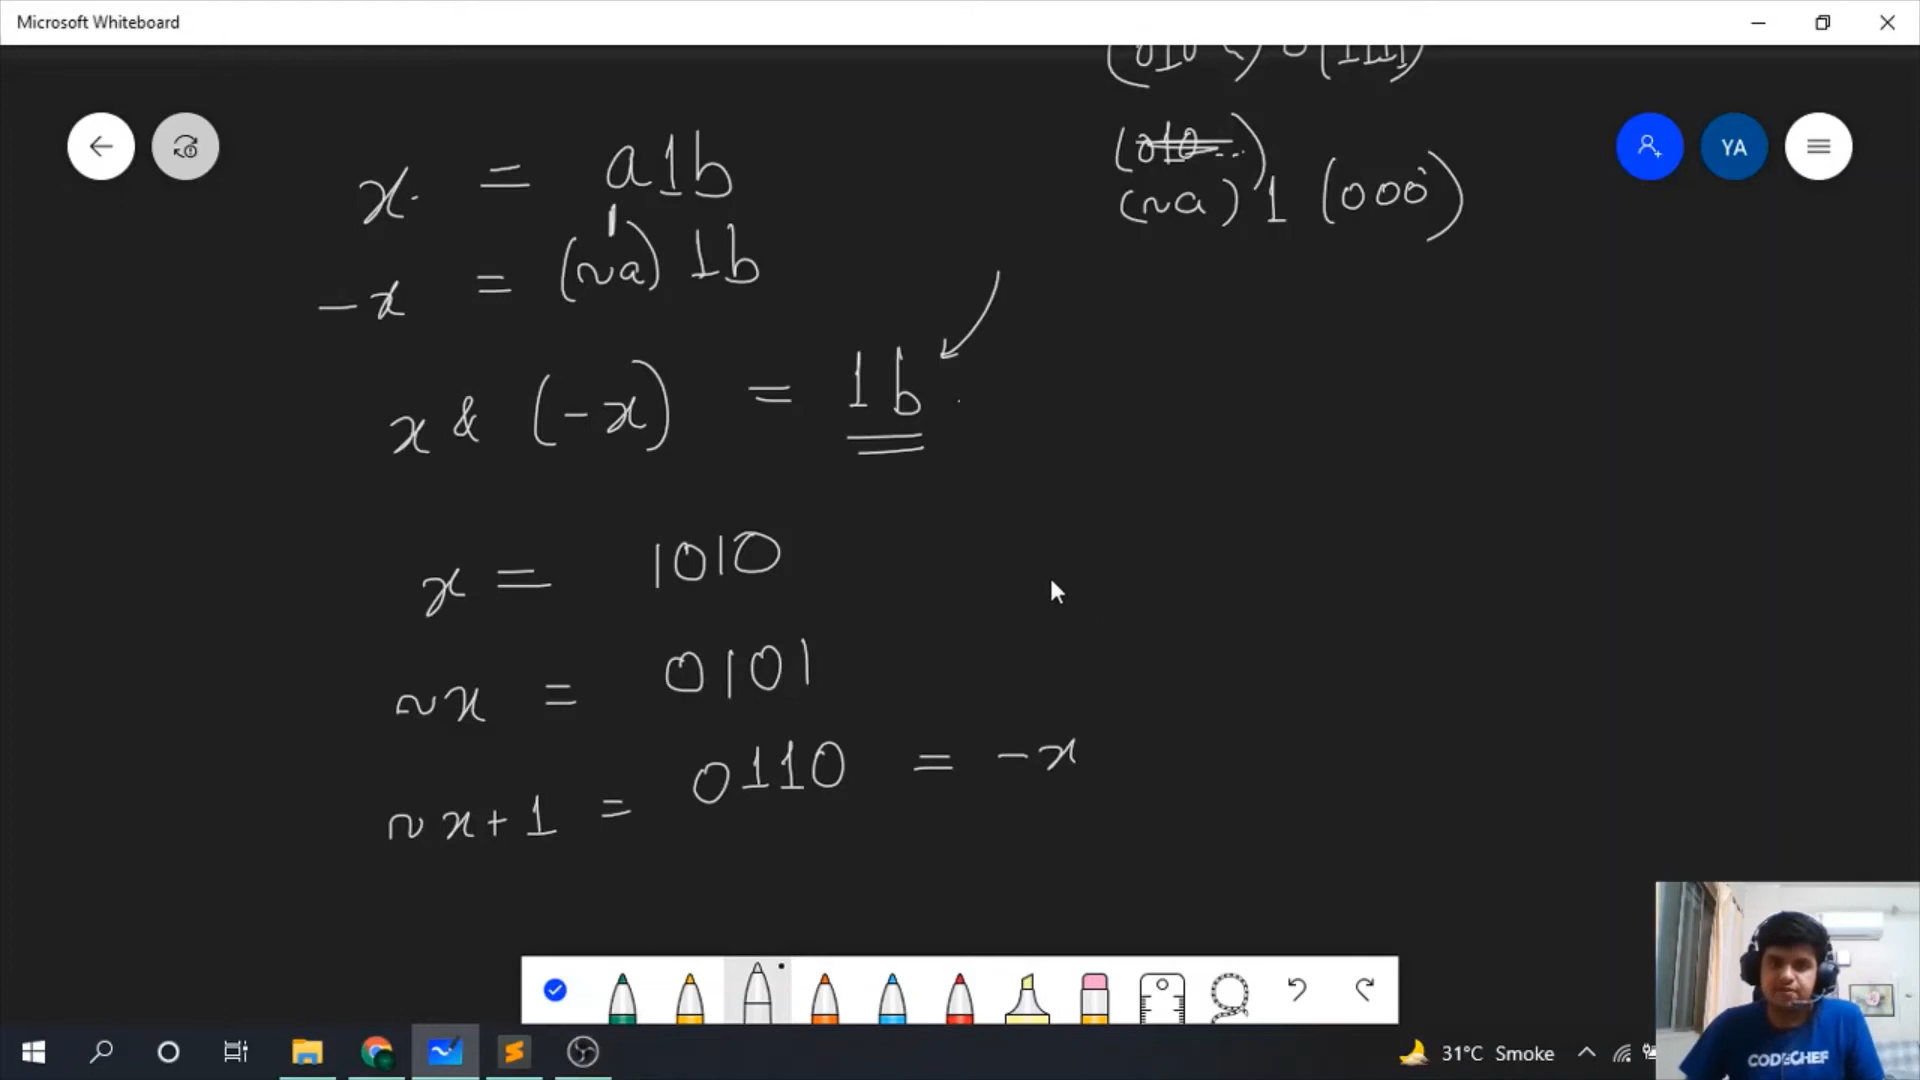 Microsoft Whiteboard
YA
x = a1b
-x = (~a) 1b
x & (-x) = 1b
(~a) 1 (000)
x = 1010
~x = 0101
~x+1 = 0110 = -x
31°C Smoke
CODECHEF